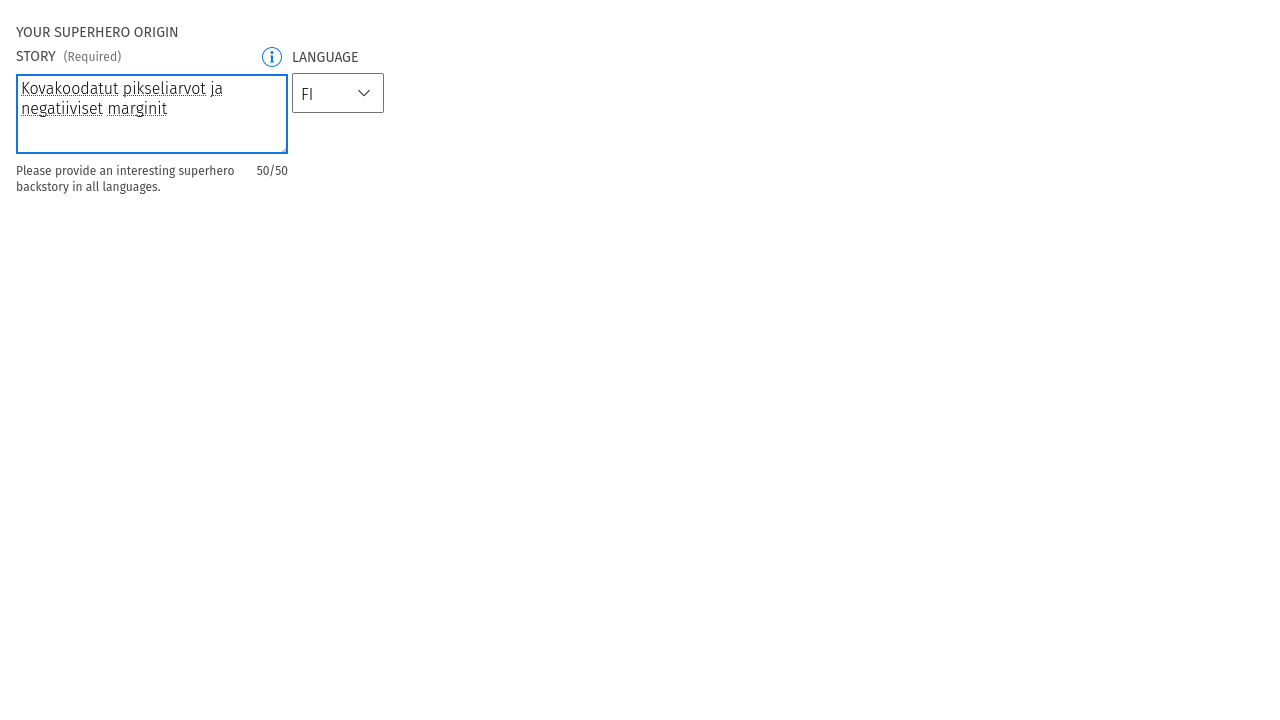 YOUR SUPERHERO ORIGIN
STORY (Required)
LANGUAGE
Kovakoodatut pikseliarvot ja
negatiiviset marginit
FI
Please provide an interesting superhero
backstory in all languages.
50/50